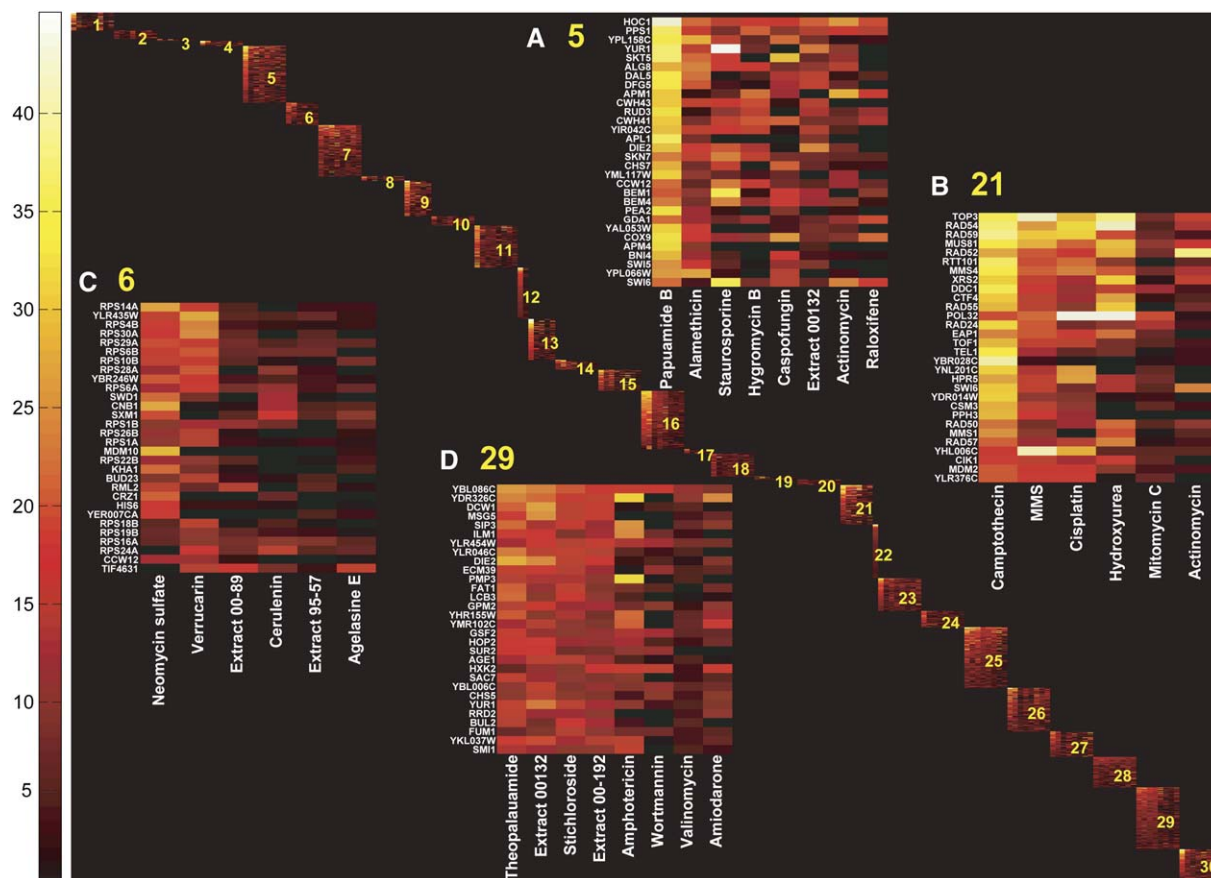 40
35
30
25
20
15
10
5
1
2
3
4
5
6
7
8
9
10
11
12
13
14
15
16
17
18
19
20
21
22
23
24
25
26
27
28
29
30
A 5
HOC1
PPS1
YPL158C
YUR1
SKT5
ALG8
DAL5
DFG5
APM1
CWH43
RUD3
CWH41
YIR042C
APL1
DIE2
SKN7
CHS7
YML117W
CCW12
BEM1
BEM4
PEA2
GDA1
YAL053W
COX9
APM4
BNI4
SWI5
YPL066W
SWI6
Papuamide B
Alamethicin
Staurosporine
Hygromycin B
Caspofungin
Extract 00132
Actinomycin
Raloxifene
B 21
TOP3
RAD54
RAD59
MUS81
RAD52
RTT101
MMS4
XRS2
DDC1
CTF4
RAD55
POL32
RAD24
EAP1
TOF1
TEL1
YBR028C
YNL201C
HPR5
SWI6
YDR014W
CSM3
PPH3
RAD50
MMS1
RAD57
YHL006C
CIK1
MDM2
YLR376C
Camptothecin
MMS
Cisplatin
Hydroxyurea
Mitomycin C
Actinomycin
C 6
RPS14A
YLR435W
RPS4B
RPS30A
RPS29A
RPS6B
RPS10B
RPS28A
YBR246W
RPS6A
SWD1
CNB1
SXM1
RPS1B
RPS26B
RPS1A
MDM10
RPS22B
KHA1
BUD23
RML2
CRZ1
HIS6
YER007CA
RPS18B
RPS19B
RPS16A
RPS24A
CCW12
TIF4631
Neomycin sulfate
Verrucarin
Extract 00-89
Cerulenin
Extract 95-57
Agelasine E
D 29
YBL086C
YDR326C
DCW1
MSG5
SIP3
ILM1
YLR454W
YLR046C
DIE2
ECM39
PMP3
FAT1
LCB3
GPM2
YHR155W
YMR102C
GSF2
HOP2
SUR2
AGE1
HXK2
SAC7
YBL006C
CHS5
YUR1
RRD2
BUL2
FUM1
YKL037W
SMI1
Theopalauamide
Extract 00132
Stichloroside
Extract 00-192
Amphotericin
Wortmannin
Valinomycin
Amiodarone